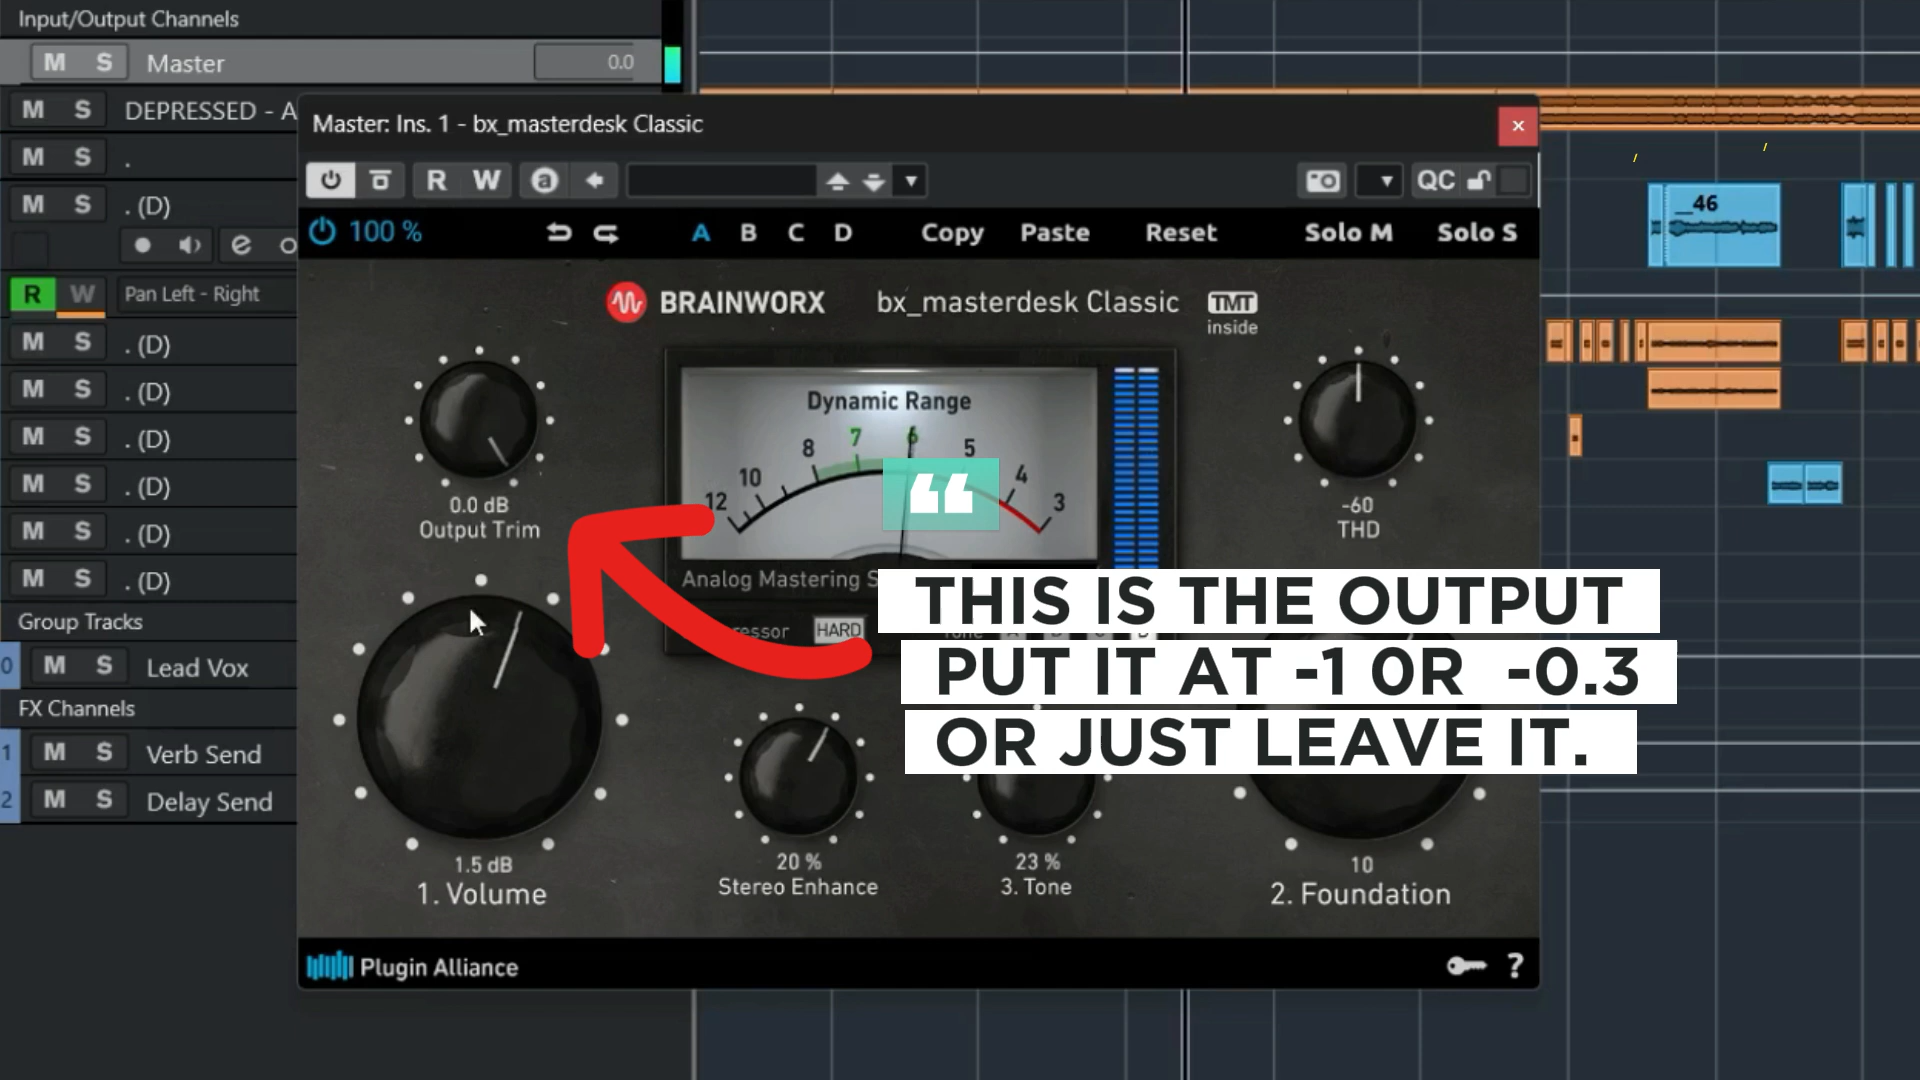 Input/Output Channels
M S Master 0.0
M S DEPRESSED - A
M S .
M S . (D)
R W Pan Left - Right
M S . (D)
M S . (D)
M S . (D)
M S . (D)
M S . (D)
M S . (D)
Group Tracks
0 M S Lead Vox
FX Channels
1 M S Verb Send
2 M S Delay Send
Master: Ins. 1 - bx_masterdesk Classic
R W a QC
100 % A B C D Copy Paste Reset Solo M Solo S
BRAINWORX bx_masterdesk Classic TMT
inside
Dynamic Range
12 10 8 7 6 5 4 3
Analog Mastering S
0.0 dB
Output Trim
-60
THD
HARD
“
THIS IS THE OUTPUT
PUT IT AT -1 OR -0.3
OR JUST LEAVE IT.
1.5 dB
1. Volume
20 %
Stereo Enhance
23 %
3. Tone
10
2. Foundation
Plugin Alliance
?
__46